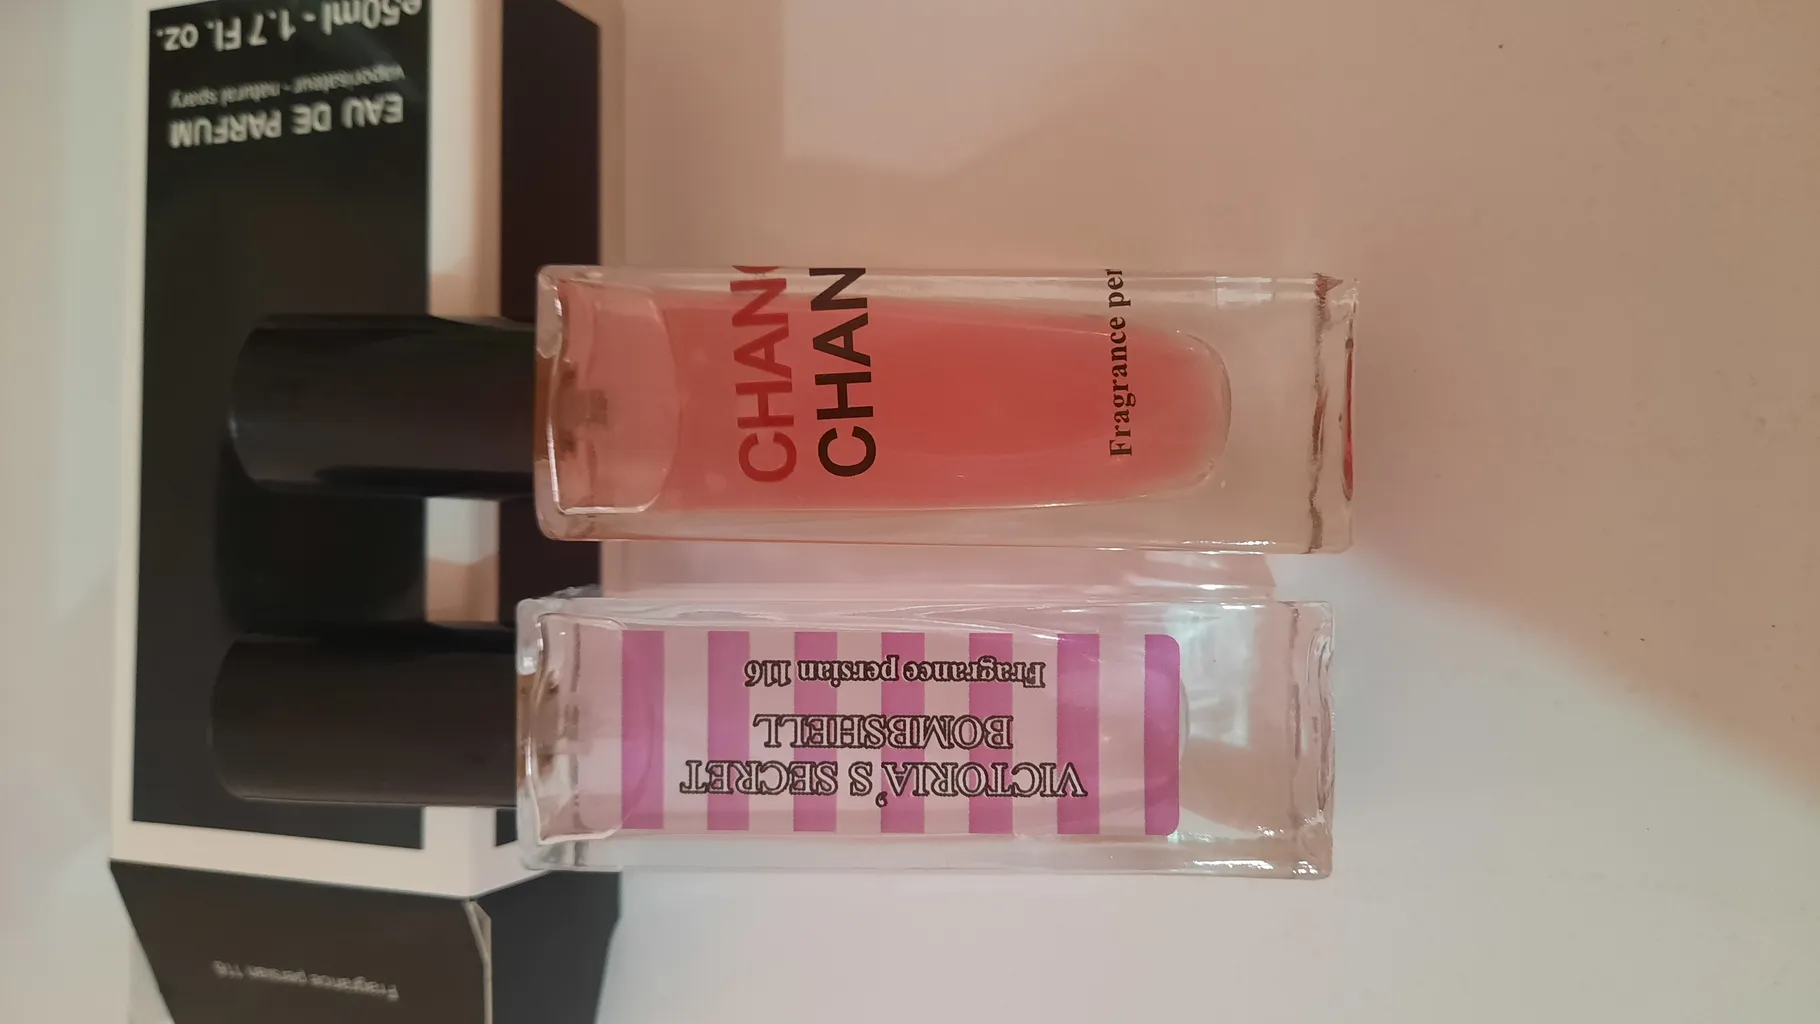 e50ml - 1.7 Fl. oz.
vaporisateur - natural spary
EAU DE PARFUM
CHAN
CHAN
Fragrance per
Fragrance persian 116
VICTORIA'S SECRET
BOMBSHELL
Fragrance persian 116